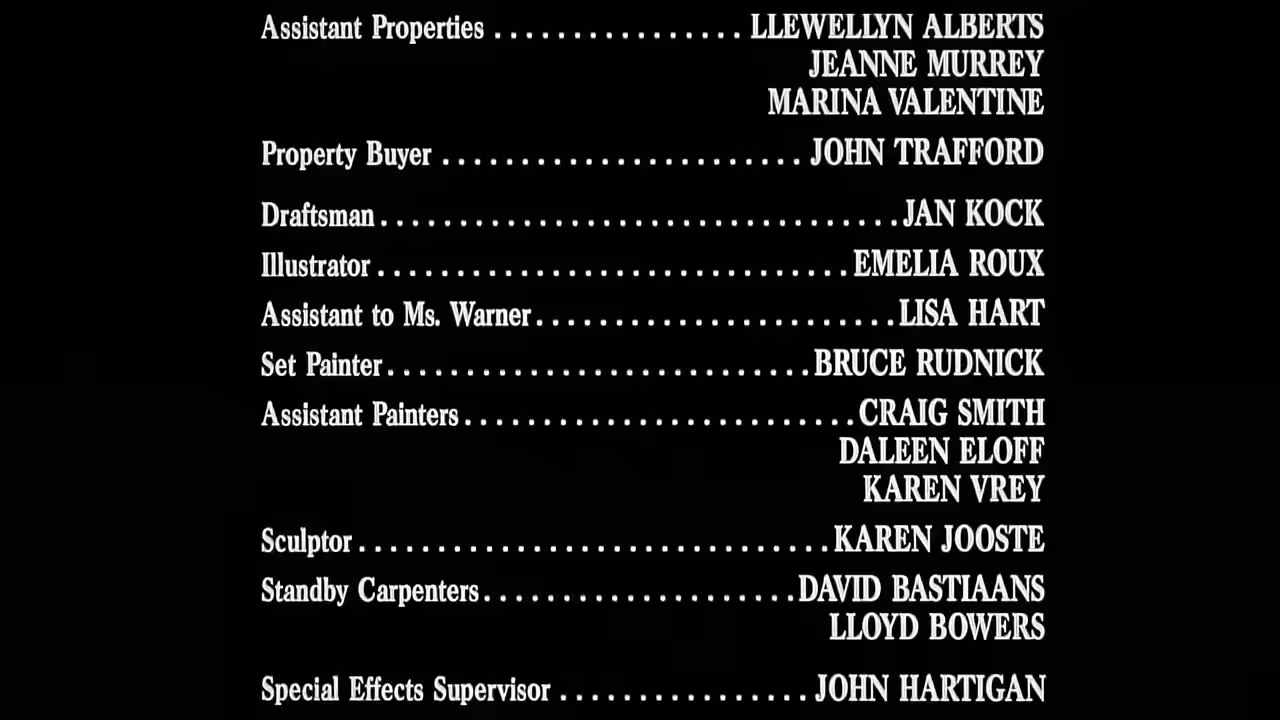 Assistant Properties ................ LLEWELLYN ALBERTS
JEANNE MURREY
MARINA VALENTINE
Property Buyer ....................... JOHN TRAFFORD
Draftsman .................................. JAN KOCK
Illustrator ............................... EMELIA ROUX
Assistant to Ms. Warner ........................ LISA HART
Set Painter ............................ BRUCE RUDNICK
Assistant Painters .......................... CRAIG SMITH
DALEEN ELOFF
KAREN VREY
Sculptor ............................... KAREN JOOSTE
Standby Carpenters .................... DAVID BASTIAANS
LLOYD BOWERS
Special Effects Supervisor ................ JOHN HARTIGAN